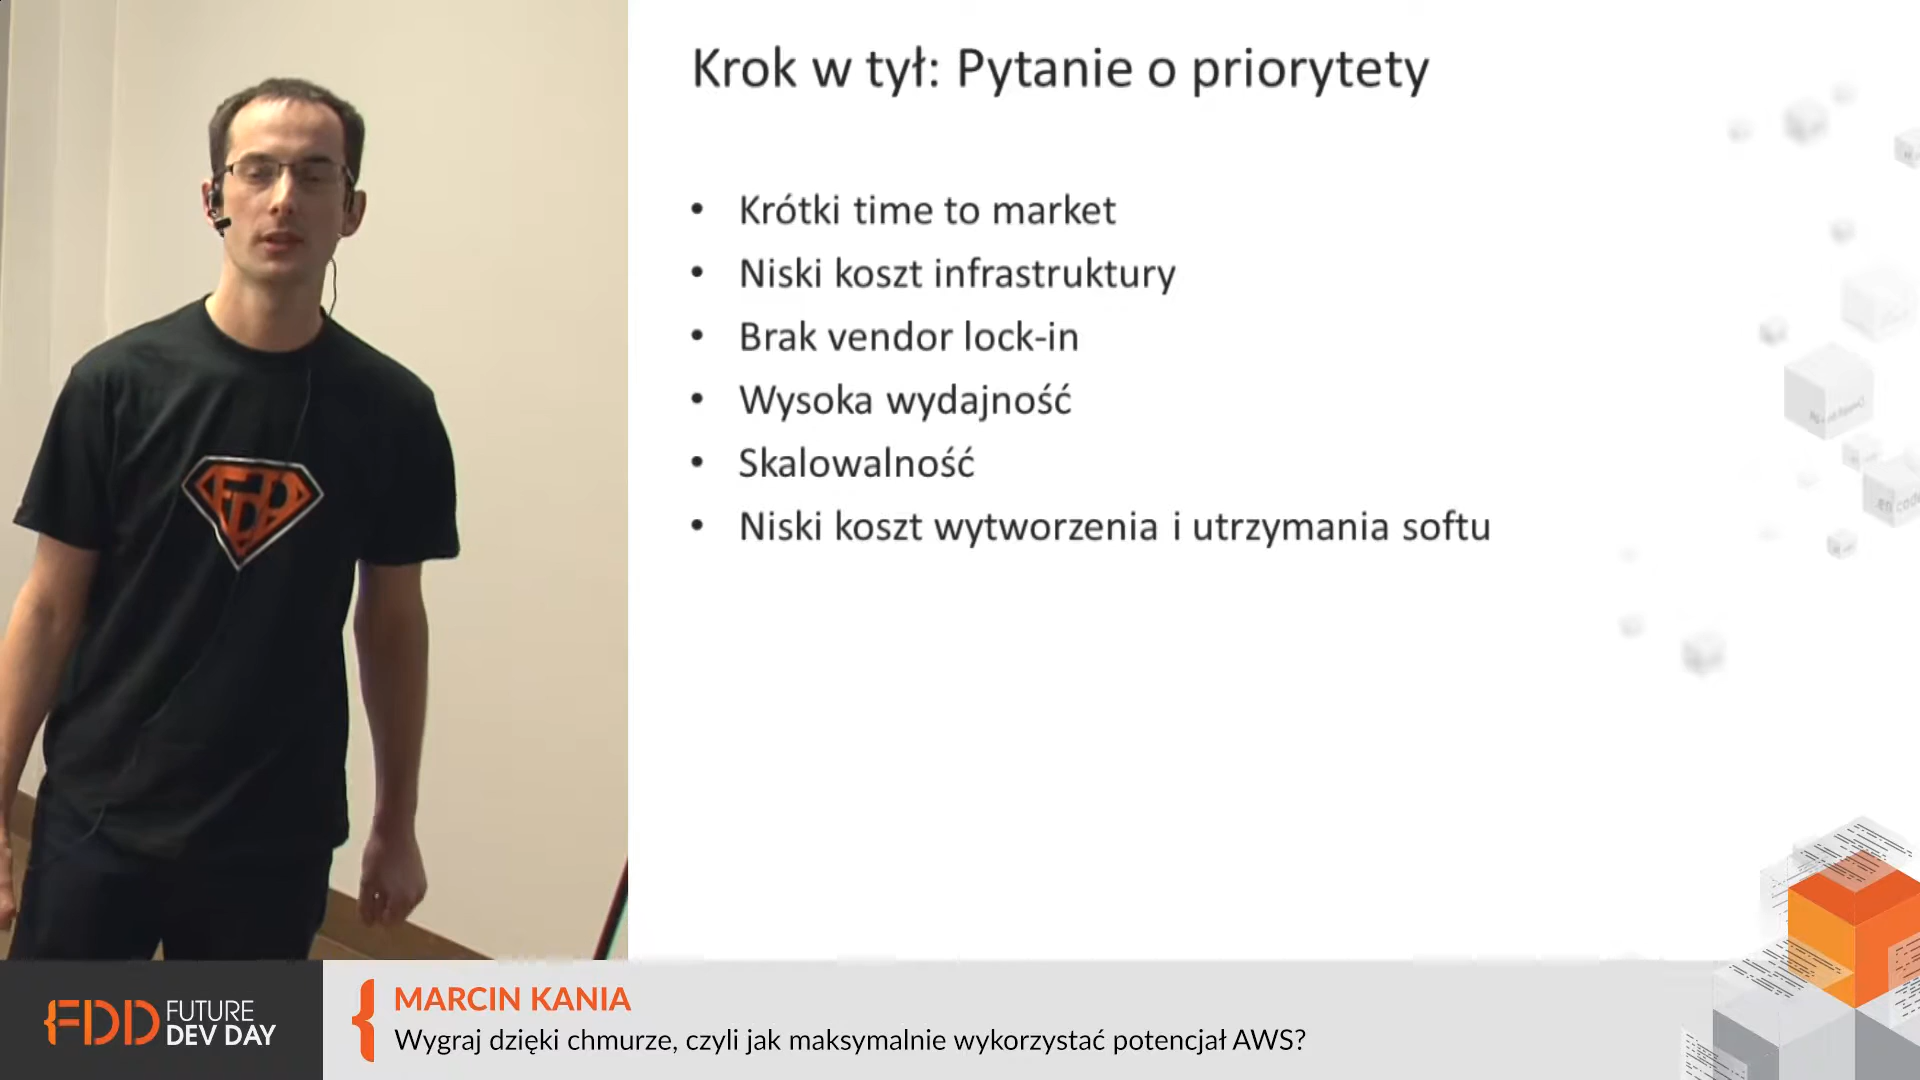 Krok w tył: Pytanie o priorytety
• Krótki time to market
• Niski koszt infrastruktury
• Brak vendor lock-in
• Wysoka wydajność
• Skalowalność
• Niski koszt wytworzenia i utrzymania softu
FDD
FDD FUTURE
DEV DAY
MARCIN KANIA
Wygraj dzięki chmurze, czyli jak maksymalnie wykorzystać potencjał AWS?